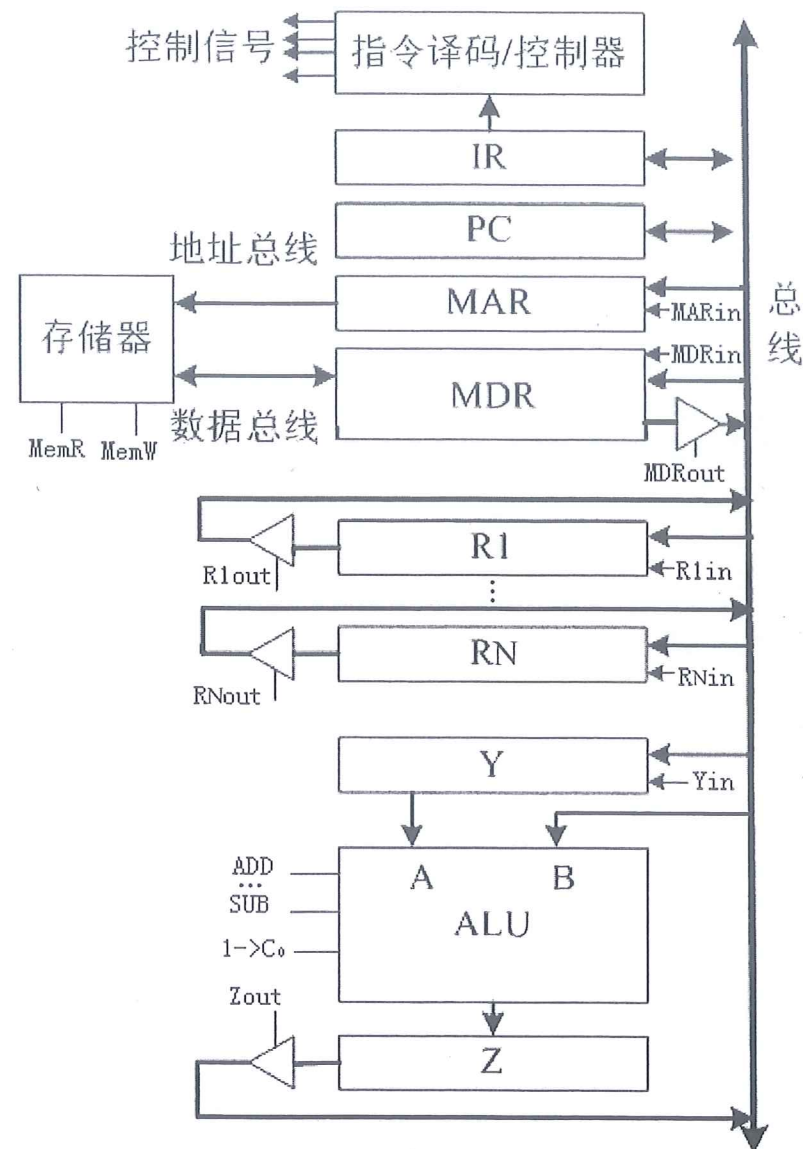 控制信号
指令译码/控制器
IR
PC
地址总线
MAR
MARin
存储器
总线
MDRin
MDR
数据总线
MemR
MemW
MDRout
R1
R1out
R1in
⋮
RN
RNout
RNin
Y
Yin
A
B
ADD
...
SUB
ALU
1->C₀
Zout
Z